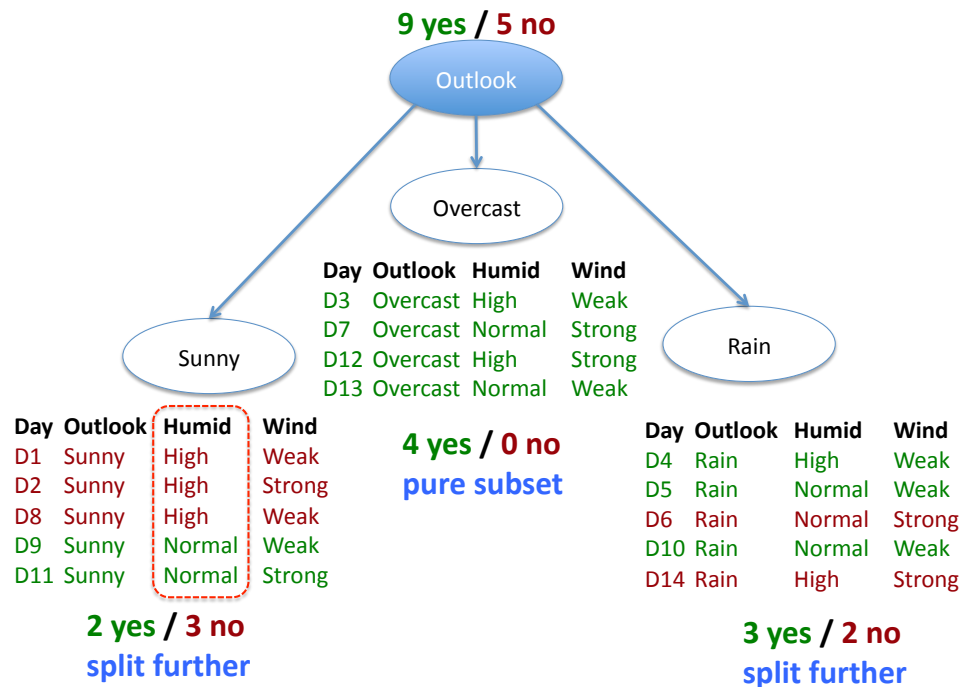 9 yes / 5 no
Outlook
Overcast
Day Outlook Humid Wind
D3 Overcast High Weak
D7 Overcast Normal Strong
D12 Overcast High Strong
D13 Overcast Normal Weak
4 yes / 0 no
pure subset
Sunny
Day Outlook Humid Wind
D1 Sunny High Weak
D2 Sunny High Strong
D8 Sunny High Weak
D9 Sunny Normal Weak
D11 Sunny Normal Strong
2 yes / 3 no
split further
Rain
Day Outlook Humid Wind
D4 Rain High Weak
D5 Rain Normal Weak
D6 Rain Normal Strong
D10 Rain Normal Weak
D14 Rain High Strong
3 yes / 2 no
split further